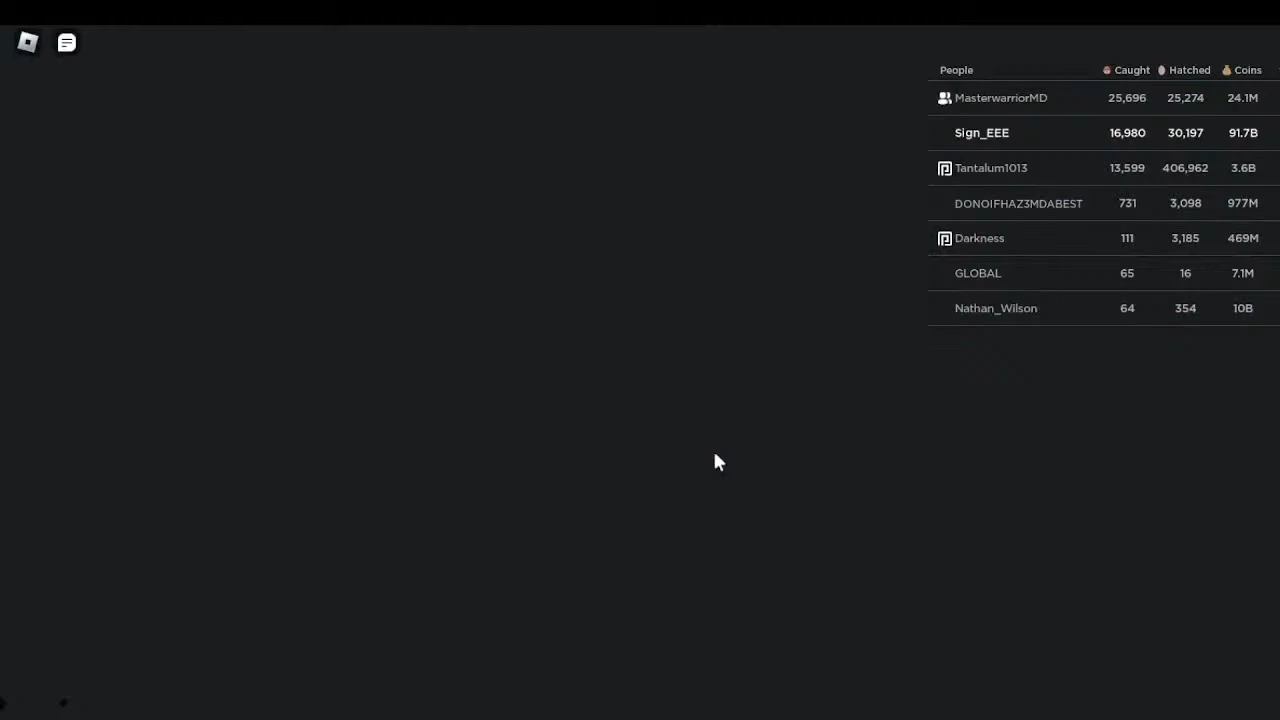 People Caught Hatched Coins
MasterwarriorMD 25,696 25,274 24.1M
Sign_EEE 16,980 30,197 91.7B
Tantalum1013 13,599 406,962 3.6B
DONOIFHAZ3MDABEST 731 3,098 977M
Darkness 111 3,185 469M
GLOBAL 65 16 7.1M
Nathan_Wilson 64 354 10B